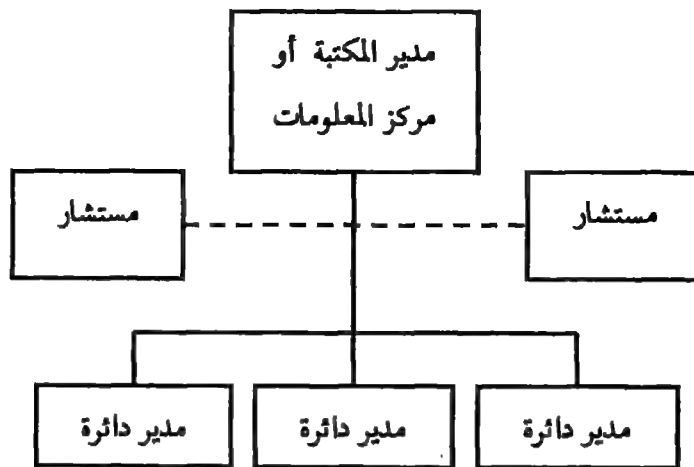 مدير المكتبة أو
مركز المعلومات
مستشار
مستشار
مدير دائرة
مدير دائرة
مدير دائرة